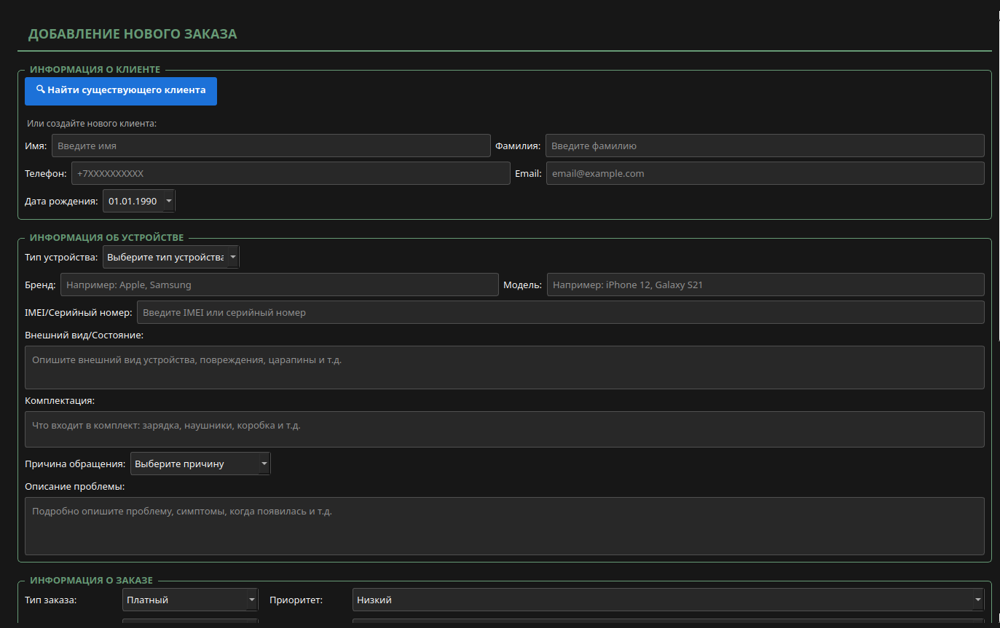 ДОБАВЛЕНИЕ НОВОГО ЗАКАЗА
ИНФОРМАЦИЯ О КЛИЕНТЕ
Найти существующего клиента
Или создайте нового клиента:
Имя: Введите имя Фамилия: Введите фамилию
Телефон: +7XXXXXXXXXX Email: email@example.com
Дата рождения: 01.01.1990
ИНФОРМАЦИЯ ОБ УСТРОЙСТВЕ
Тип устройства: Выберите тип устройства
Бренд: Например: Apple, Samsung Модель: Например: iPhone 12, Galaxy S21
IMEI/Серийный номер: Введите IMEI или серийный номер
Внешний вид/Состояние:
Опишите внешний вид устройства, повреждения, царапины и т.д.
Комплектация:
Что входит в комплект: зарядка, наушники, коробка и т.д.
Причина обращения: Выберите причину
Описание проблемы:
Подробно опишите проблему, симптомы, когда появилась и т.д.
ИНФОРМАЦИЯ О ЗАКАЗЕ
Тип заказа: Платный Приоритет: Низкий